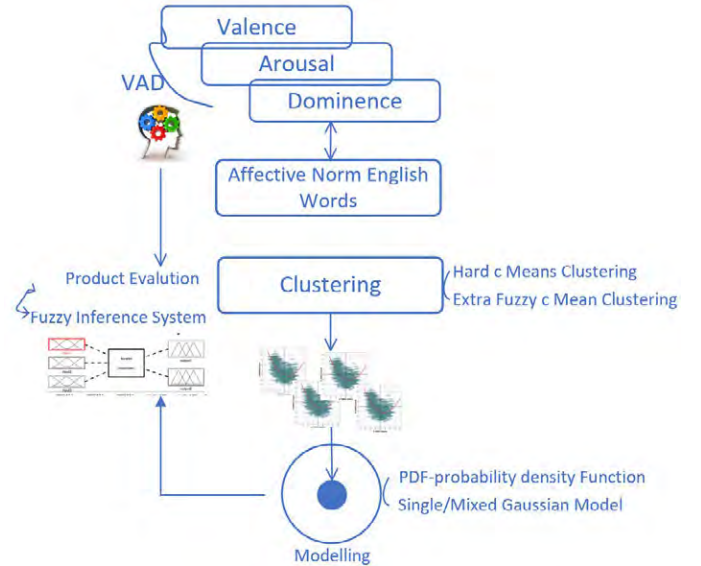 Valence
Arousal
VAD
Dominence
Affective Norm English
Words
Product Evalution
Clustering
Hard c Means Clustering
Extra Fuzzy c Mean Clustering
Fuzzy Inference System
PDF-probability density Function
Single/Mixed Gaussian Model
Modelling